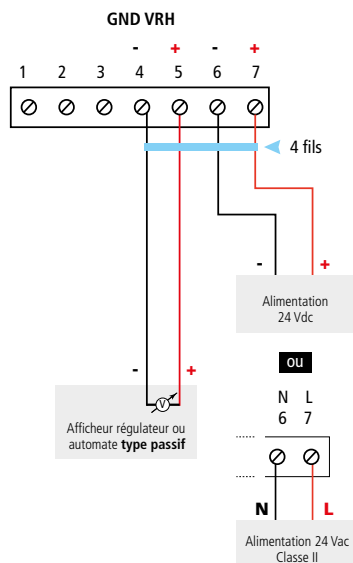 GND VRH
- + - +
1 2 3 4 5 6 7
4 fils
- +
Alimentation
24 Vdc
ou
- +
V
Afficheur régulateur ou
automate type passif
N L
6 7
N L
Alimentation 24 Vac
Classe II